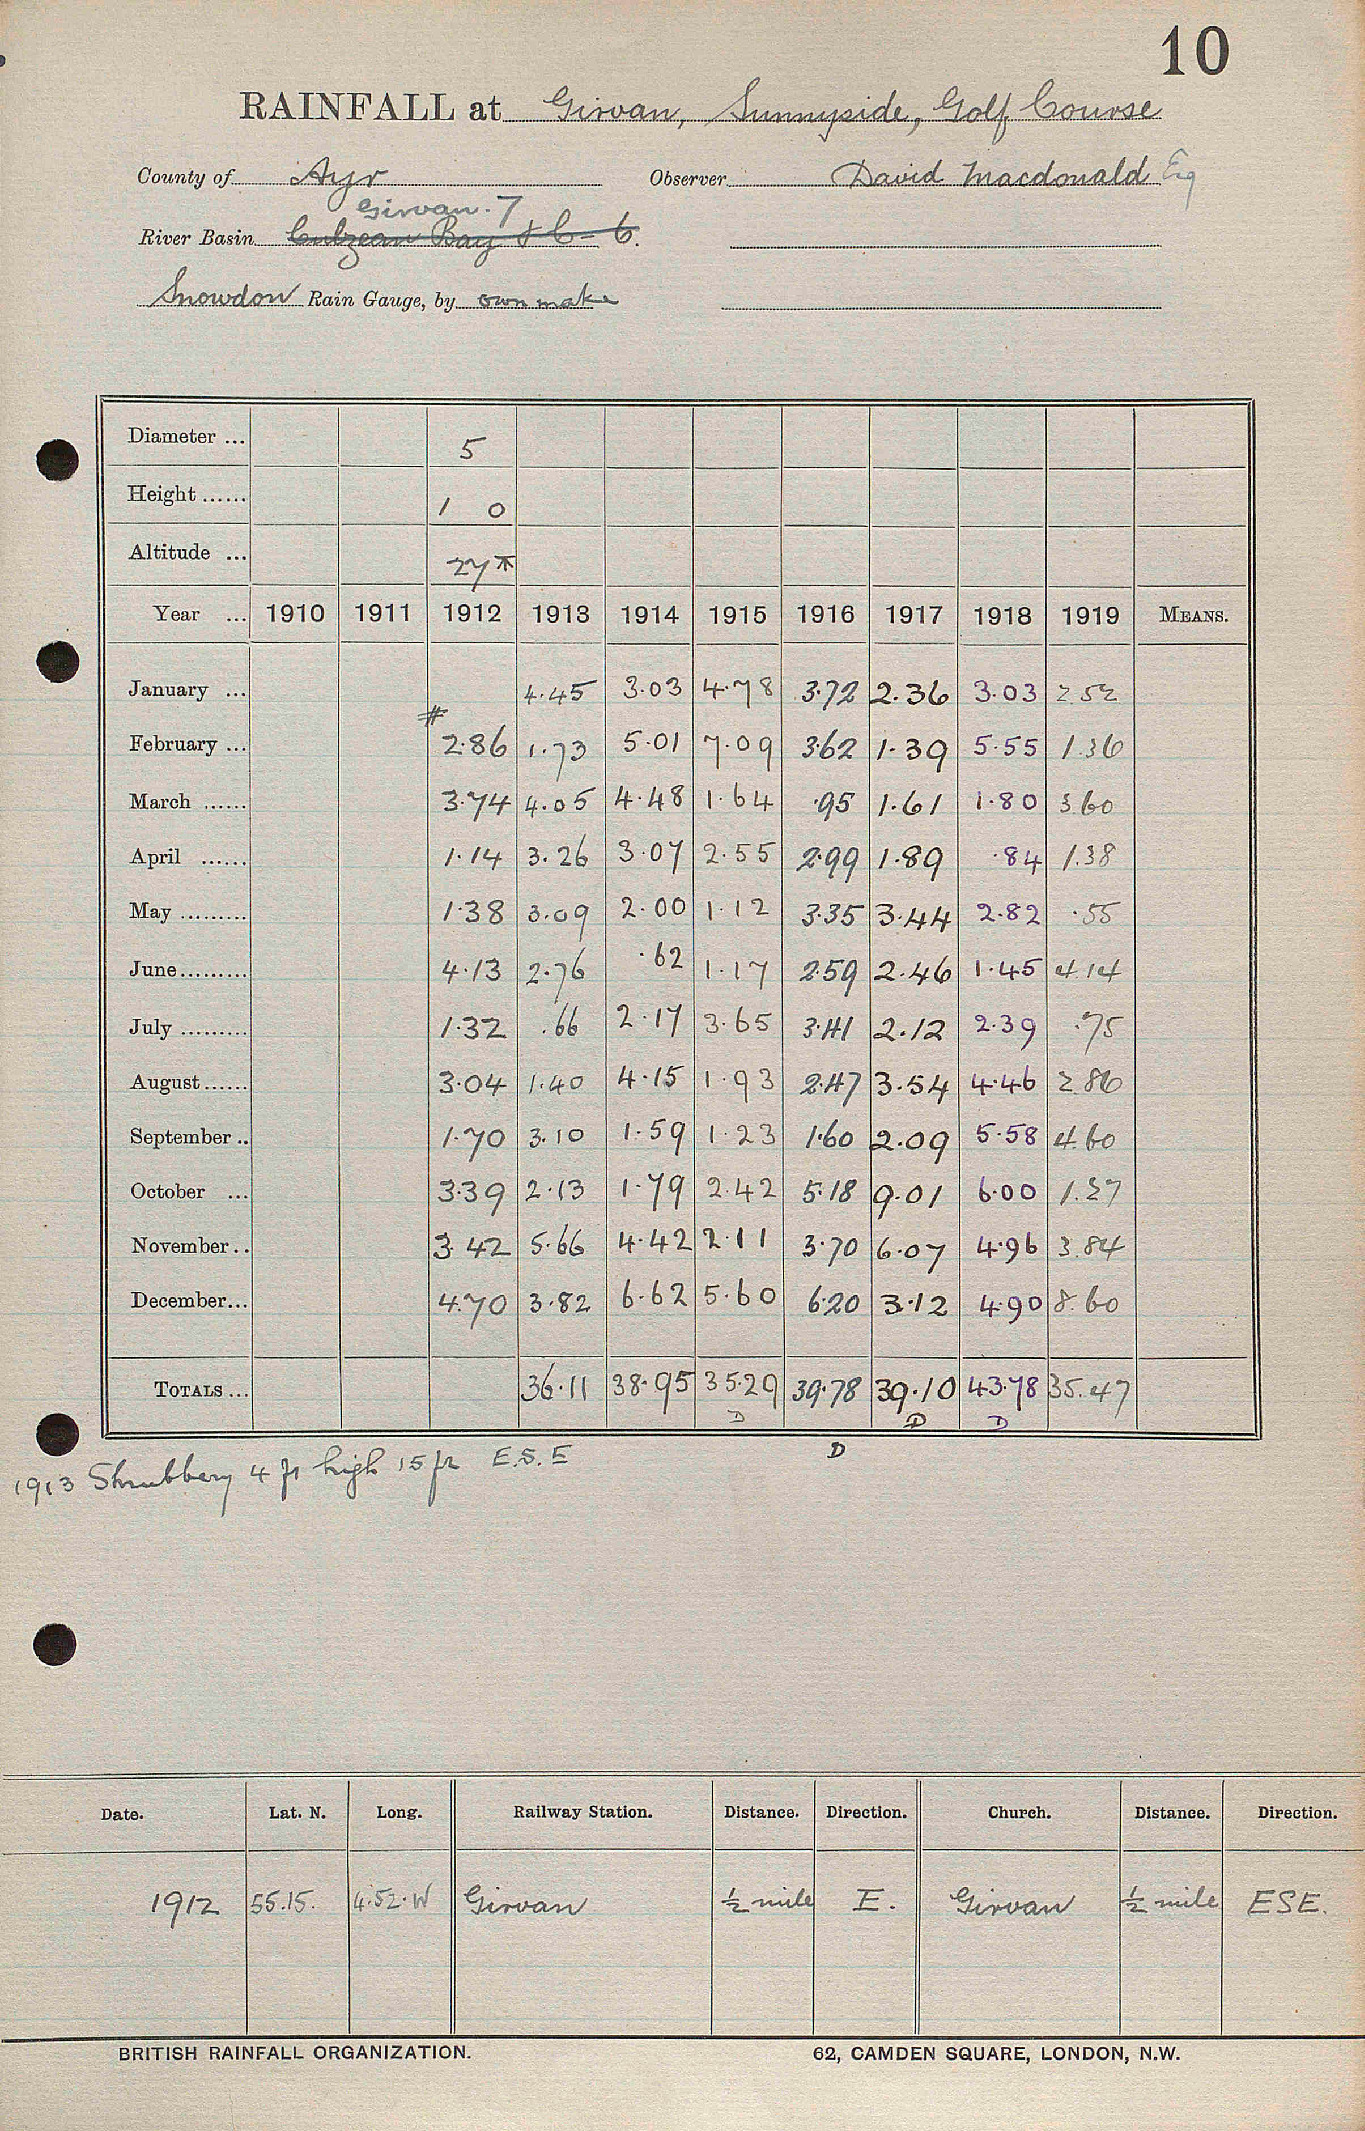 10
RAINFALL at Girvan, Sunnyside, Golf Course
County of Ayr Observer David Macdonald Esq
Girvan. 7
River Basin Culzean Bay & C - 6.
Snowdon Rain Gauge, by own make
Diameter ... 5
Height ...... 1 0
Altitude ... 27 ⊼
Year ... 1910 1911 1912 1913 1914 1915 1916 1917 1918 1919 MEANS.
January ... 4.45 3.03 4.78 3.72 2.36 3.03 2.52
February ... # 2.86 1.73 5.01 7.09 3.62 1.39 5.55 1.36
March ...... 3.74 4.05 4.48 1.64 .95 1.61 1.80 3.60
April ...... 1.14 3.26 3.07 2.55 2.99 1.89 .84 1.38
May ......... 1.38 3.09 2.00 1.12 3.35 3.44 2.82 .55
June......... 4.13 2.76 .62 1.17 2.59 2.46 1.45 4.14
July ......... 1.32 .66 2.17 3.65 3.41 2.12 2.39 .75
August...... 3.04 1.40 4.15 1.93 2.47 3.54 4.46 2.86
September .. 1.70 3.10 1.59 1.23 1.60 2.09 5.58 4.60
October ... 3.39 2.13 1.79 2.42 5.18 9.01 6.00 1.27
November .. 3.42 5.66 4.42 2.11 3.70 6.07 4.96 3.84
December... 4.70 3.82 6.62 5.60 6.20 3.12 4.90 8.60
TOTALS ... 36.11 38.95 35.29 39.78 39.10 43.78 35.47
D D D
D
1913 Shrubbery 4 ft high 15 ft E.S.E
Date. Lat. N. Long. Railway Station. Distance. Direction. Church. Distance. Direction.
1912 55.15. 4.52.W Girvan ½ mile E. Girvan ½ mile ESE.
BRITISH RAINFALL ORGANIZATION. 62, CAMDEN SQUARE, LONDON, N.W.